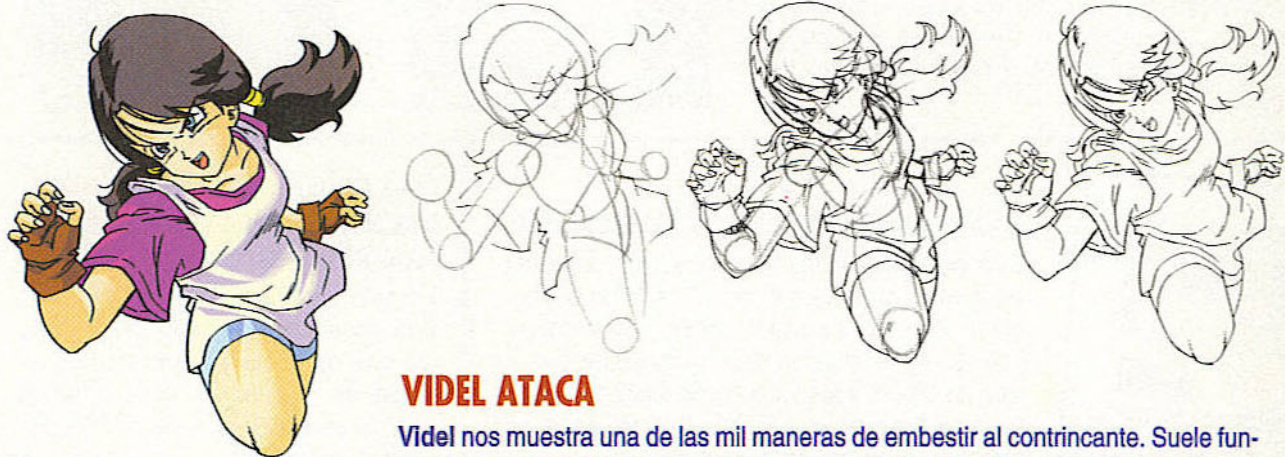 VIDEL ATACA
Videl nos muestra una de las mil maneras de embestir al contrincante. Suele fun-